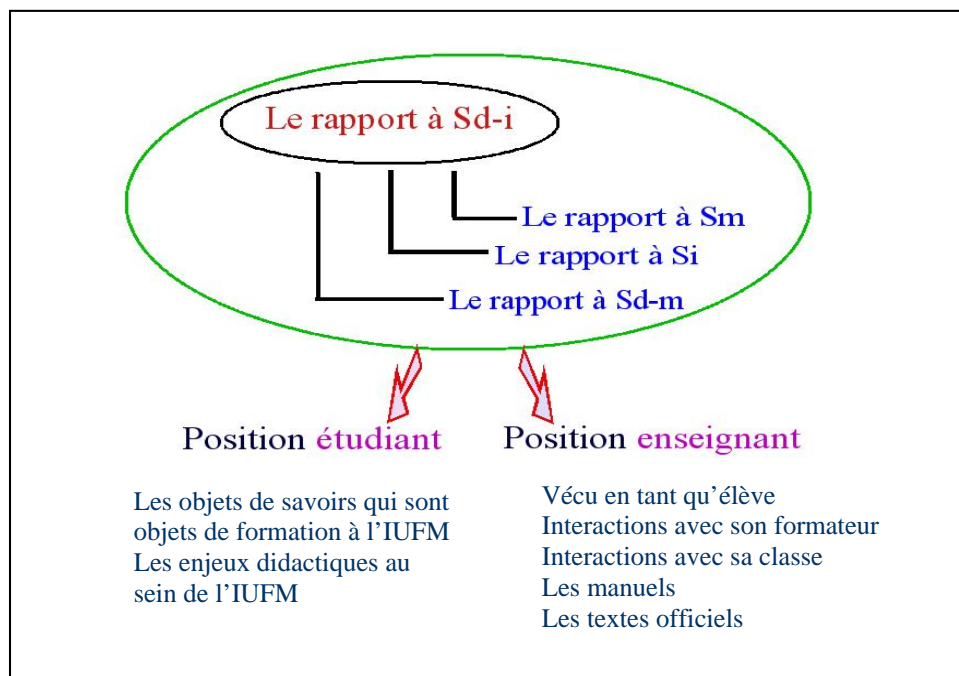 Le rapport à Sd-i
Le rapport à Sm
Le rapport à Si
Le rapport à Sd-m
Position étudiant
Les objets de savoirs qui sont
objets de formation à l’IUFM
Les enjeux didactiques au
sein de l’IUFM
Position enseignant
Vécu en tant qu’élève
Interactions avec son formateur
Interactions avec sa classe
Les manuels
Les textes officiels